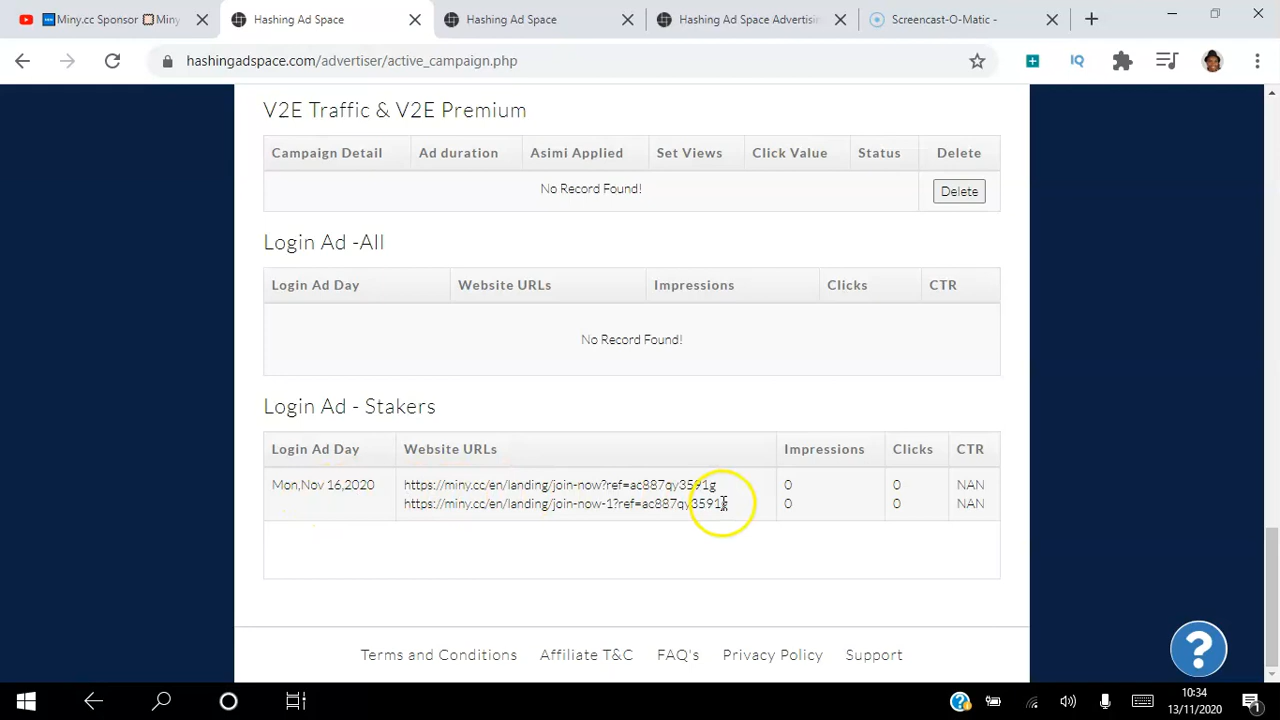 Miny.cc Sponsor Miny
Hashing Ad Space
Hashing Ad Space
Hashing Ad Space Advertisin
Screencast-O-Matic -
hashingadspace.com/advertiser/active_campaign.php
IQ
V2E Traffic & V2E Premium
Campaign Detail Ad duration Asimi Applied Set Views Click Value Status Delete
No Record Found! Delete
Login Ad -All
Login Ad Day Website URLs Impressions Clicks CTR
No Record Found!
Login Ad - Stakers
Login Ad Day Website URLs Impressions Clicks CTR
Mon,Nov 16,2020 https://miny.cc/en/landing/join-now?ref=ac887qy3591g 0 0 NAN
https://miny.cc/en/landing/join-now-1?ref=ac887qy3591g 0 0 NAN
Terms and Conditions Affiliate T&C FAQ's Privacy Policy Support
?
10:34
13/11/2020
1